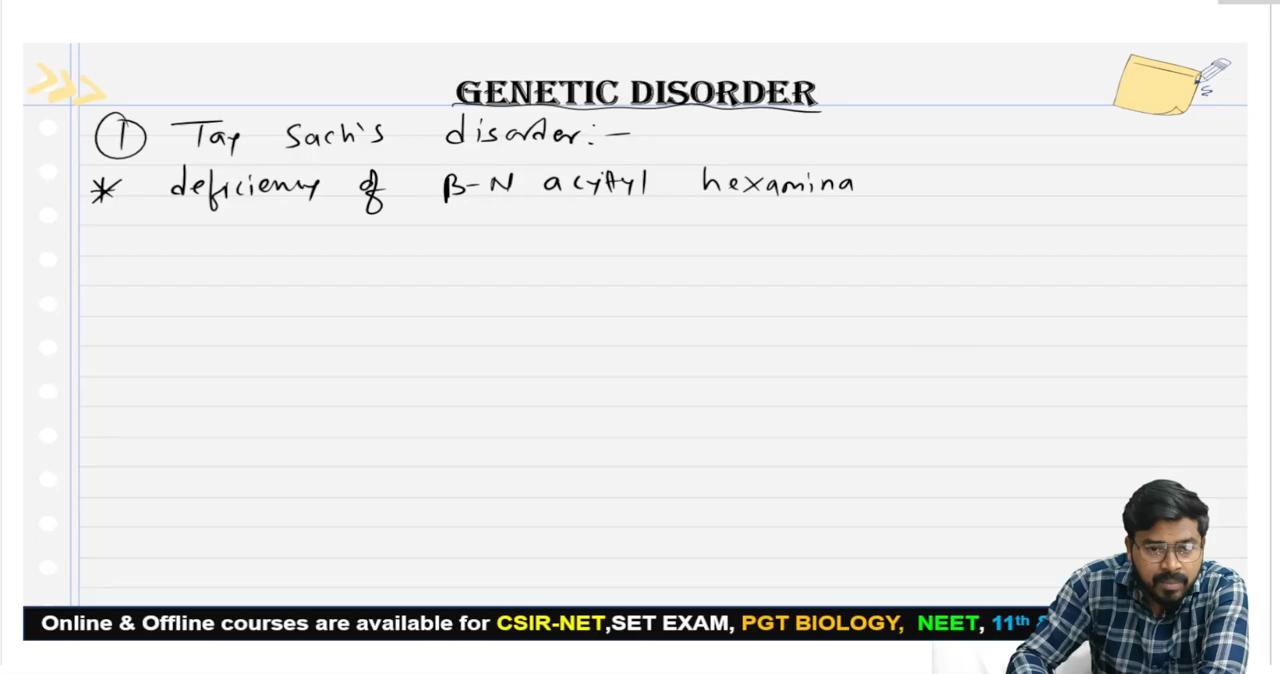 GENETIC DISORDER
1 Tay Sach's disorder:-
* deficieny of β-N acytyl hexamina
Online & Offline courses are available for CSIR-NET,SET EXAM, PGT BIOLOGY, NEET, 11th